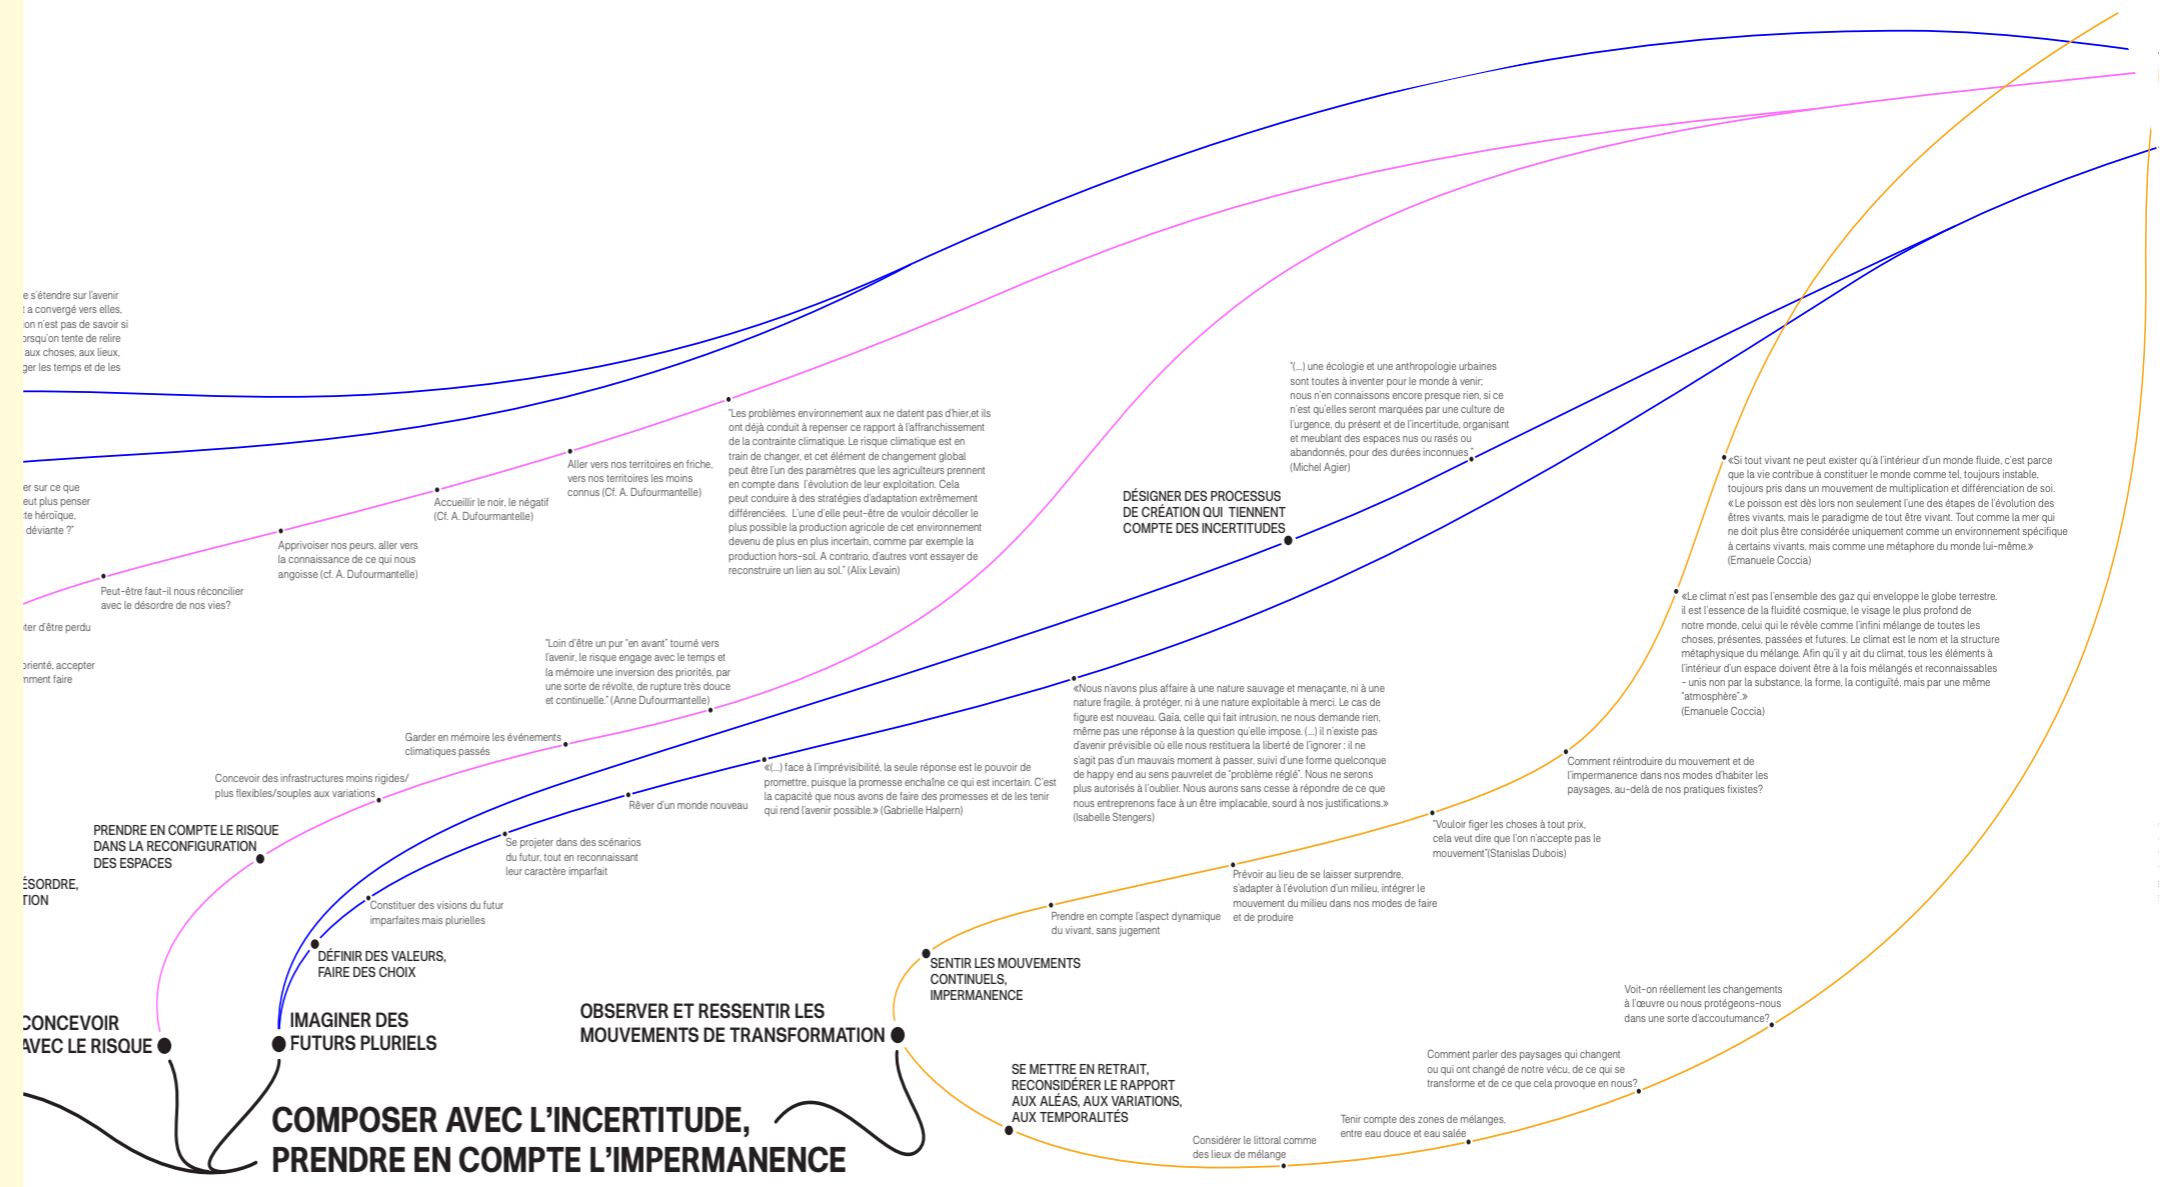 s'étendre sur l'avenir
a convergé vers elles,
n'est pas de savoir si
tente de relire
aux choses, aux lieux,
les temps et de les
sur ce que
plus penser
héroïque,
déviante ?"
Peut-être faut-il nous réconcilier
avec le désordre de nos vies?
d'être perdu
accepter
faire
Apprivoiser nos peurs, aller vers
la connaissance de ce qui nous
angoisse (cf. A. Dufourmantelle)
Accueillir le noir, le négatif
(Cf. A. Dufourmantelle)
Aller vers nos territoires en friche,
vers nos territoires les moins
connus (Cf. A. Dufourmantelle)
"Les problèmes environnement aux ne datent pas d'hier,et ils
ont déjà conduit à repenser ce rapport à l'affranchissement
de la contrainte climatique. Le risque climatique est en
train de changer, et cet élément de changement global
peut être l'un des paramètres que les agriculteurs prennent
en compte dans l'évolution de leur exploitation. Cela
peut conduire à des stratégies d'adaptation extrêmement
différenciées. L'une d'elle peut-être de vouloir décoller le
plus possible la production agricole de cet environnement
devenu de plus en plus incertain, comme par exemple la
production hors-sol. A contrario, d'autres vont essayer de
reconstruire un lien au sol." (Alix Levain)
"Loin d'être un pur "en avant" tourné vers
l'avenir, le risque engage avec le temps et
la mémoire une inversion des priorités, par
une sorte de révolte, de rupture très douce
et continuelle." (Anne Dufourmantelle)
Garder en mémoire les événements
climatiques passés
Concevoir des infrastructures moins rigides/
plus flexibles/souples aux variations
PRENDRE EN COMPTE LE RISQUE
DANS LA RECONFIGURATION
DES ESPACES
CONCEVOIR
AVEC LE RISQUE
IMAGINER DES
FUTURS PLURIELS
DÉFINIR DES VALEURS,
FAIRE DES CHOIX
Constituer des visions du futur
imparfaites mais plurielles
Se projeter dans des scénarios
du futur, tout en reconnaissant
leur caractère imparfait
Rêver d'un monde nouveau
«(...) face à l'imprévisibilité, la seule réponse est le pouvoir de
promettre, puisque la promesse enchaîne ce qui est incertain. C'est
la capacité que nous avons de faire des promesses et de les tenir
qui rend l'avenir possible.» (Gabrielle Halpern)
«Nous n'avons plus affaire à une nature sauvage et menaçante, ni à une
nature fragile, à protéger, ni à une nature exploitable à merci. Le cas de
figure est nouveau. Gaïa, celle qui fait intrusion, ne nous demande rien,
même pas une réponse à la question qu'elle impose. (...) il n'existe pas
d'avenir prévisible où elle nous restituera la liberté de l'ignorer ; il ne
s'agit pas d'un mauvais moment à passer, suivi d'une forme quelconque
de happy end au sens pauvrelet de "problème réglé". Nous ne serons
plus autorisés à l'oublier. Nous aurons sans cesse à répondre de ce que
nous entreprenons face à un être implacable, sourd à nos justifications.»
(Isabelle Stengers)
DÉSIGNER DES PROCESSUS
DE CRÉATION QUI TIENNENT
COMPTE DES INCERTITUDES
"(...) une écologie et une anthropologie urbaines
sont toutes à inventer pour le monde à venir;
nous n'en connaissons encore presque rien, si ce
n'est qu'elles seront marquées par une culture de
l'urgence, du présent et de l'incertitude, organisant
et meublant des espaces nus ou rasés ou
abandonnés, pour des durées inconnues "
(Michel Agier)
«Si tout vivant ne peut exister qu'à l'intérieur d'un monde fluide, c'est parce
que la vie contribue à constituer le monde comme tel, toujours instable,
toujours pris dans un mouvement de multiplication et différenciation de soi.
«Le poisson est dès lors non seulement l'une des étapes de l'évolution des
êtres vivants, mais le paradigme de tout être vivant. Tout comme la mer qui
ne doit plus être considérée uniquement comme un environnement spécifique
à certains vivants, mais comme une métaphore du monde lui-même.»
(Emanuele Coccia)
«Le climat n'est pas l'ensemble des gaz qui enveloppe le globe terrestre.
il est l'essence de la fluidité cosmique, le visage le plus profond de
notre monde, celui qui le révèle comme l'infini mélange de toutes les
choses, présentes, passées et futures. Le climat est le nom et la structure
métaphysique du mélange. Afin qu'il y ait du climat, tous les éléments à
l'intérieur d'un espace doivent être à la fois mélangés et reconnaissables
- unis non par la substance, la forme, la contiguïté, mais par une même
"atmosphère".»
(Emanuele Coccia)
Comment réintroduire du mouvement et de
l'impermanence dans nos modes d'habiter les
paysages, au-delà de nos pratiques fixistes?
"Vouloir figer les choses à tout prix,
cela veut dire que l'on n'accepte pas le
mouvement"(Stanislas Dubois)
Prévoir au lieu de se laisser surprendre,
s'adapter à l'évolution d'un milieu, intégrer le
mouvement du milieu dans nos modes de faire
et de produire
Prendre en compte l'aspect dynamique
du vivant, sans jugement
SENTIR LES MOUVEMENTS
CONTINUELS,
IMPERMANENCE
OBSERVER ET RESSENTIR LES
MOUVEMENTS DE TRANSFORMATION
SE METTRE EN RETRAIT,
RECONSIDÉRER LE RAPPORT
AUX ALÉAS, AUX VARIATIONS,
AUX TEMPORALITÉS
Considérer le littoral comme
des lieux de mélange
Tenir compte des zones de mélanges,
entre eau douce et eau salée
Comment parler des paysages qui changent
ou qui ont changé de notre vécu, de ce qui se
transforme et de ce que cela provoque en nous?
Voit-on réellement les changements
à l'œuvre ou nous protégeons-nous
dans une sorte d'accoutumance?
COMPOSER AVEC L'INCERTITUDE,
PRENDRE EN COMPTE L'IMPERMANENCE